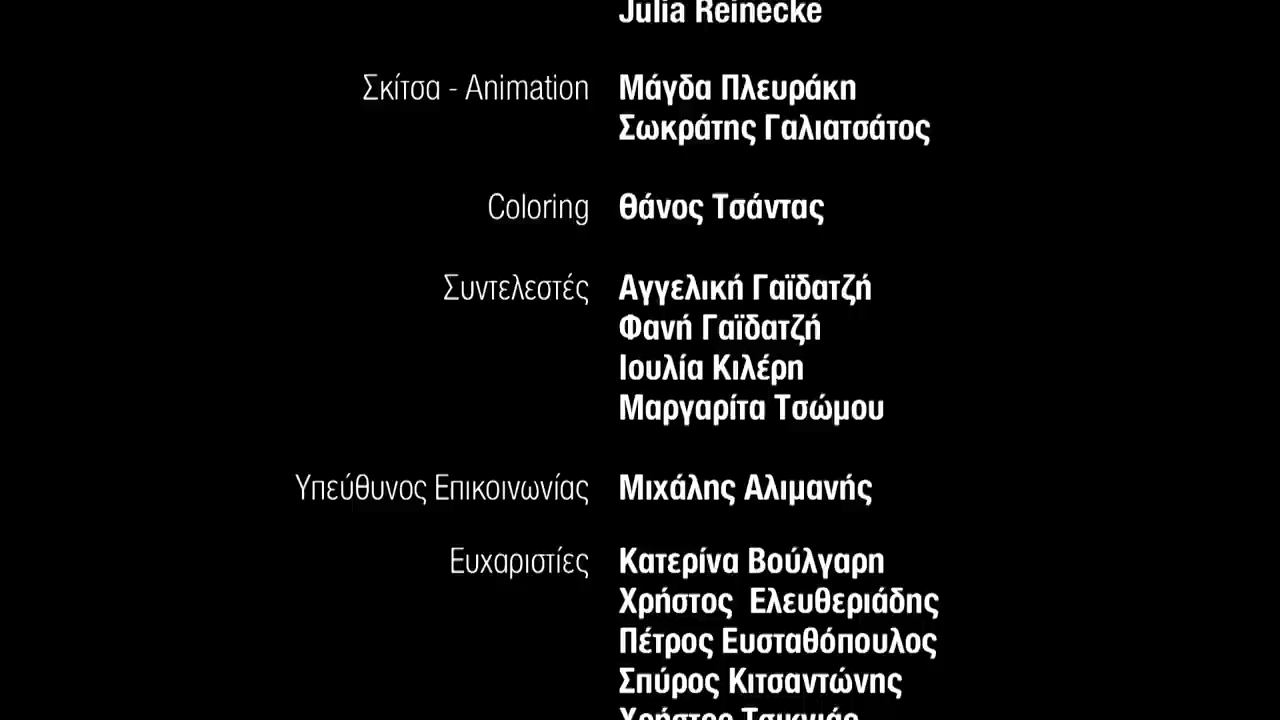 Julia Reinecke
Σκίτσα - Animation Μάγδα Πλευράκη
Σωκράτης Γαλιατσάτος
Coloring Θάνος Τσάντας
Συντελεστές Αγγελική Γαϊδατζή
Φανή Γαϊδατζή
Ιουλία Κιλέρη
Μαργαρίτα Τσώμου
Υπεύθυνος Επικοινωνίας Μιχάλης Αλιμανής
Ευχαριστίες Κατερίνα Βούλγαρη
Χρήστος Ελευθεριάδης
Πέτρος Ευσταθόπουλος
Σπύρος Κιτσαντώνης
Χρήστος